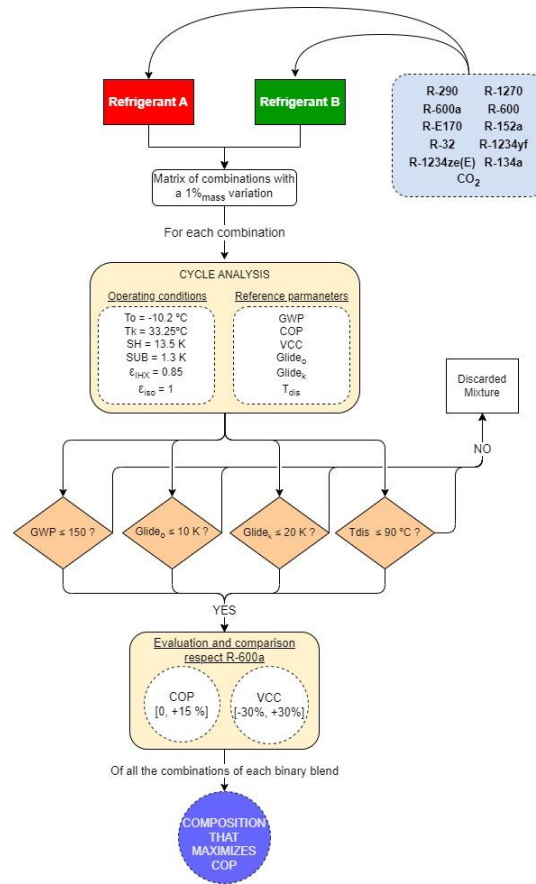 Refrigerant A
Refrigerant B
R-290 R-1270
R-600a R-600
R-E170 R-152a
R-32 R-1234yf
R-1234ze(E) R-134a
CO₂
Matrix of combinations with
a 1%mass variation
For each combination
CYCLE ANALYSIS
Operating conditions
To = -10.2 ºC
Tk = 33.25ºC
SH = 13.5 K
SUB = 1.3 K
εIHX = 0.85
εiso = 1
Reference parmaneters
GWP
COP
VCC
Glideₒ
Glideₖ
Tdis
Discarded
Mixture
NO
GWP ≤ 150 ?
Glideₒ ≤ 10 K ?
Glideₖ ≤ 20 K ?
Tdis ≤ 90 ºC ?
YES
Evaluation and comparison
respect R-600a
COP
[0, +15 %]
VCC
[-30%, +30%]
Of all the combinations of each binary blend
COMPOSITION
THAT
MAXIMIZES
COP